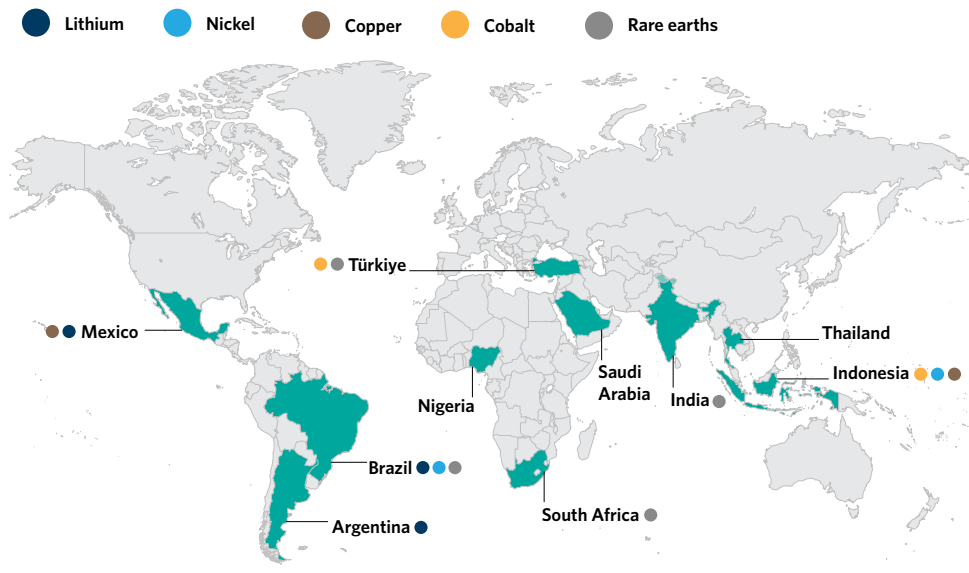 Lithium
Nickel
Copper
Cobalt
Rare earths
Türkiye
Mexico
Thailand
Indonesia
Saudi
Arabia
India
Nigeria
Brazil
South Africa
Argentina